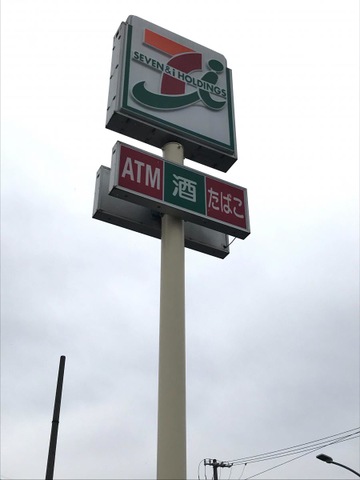 SEVEN&i HOLDINGS
ATM 酒 たばこ